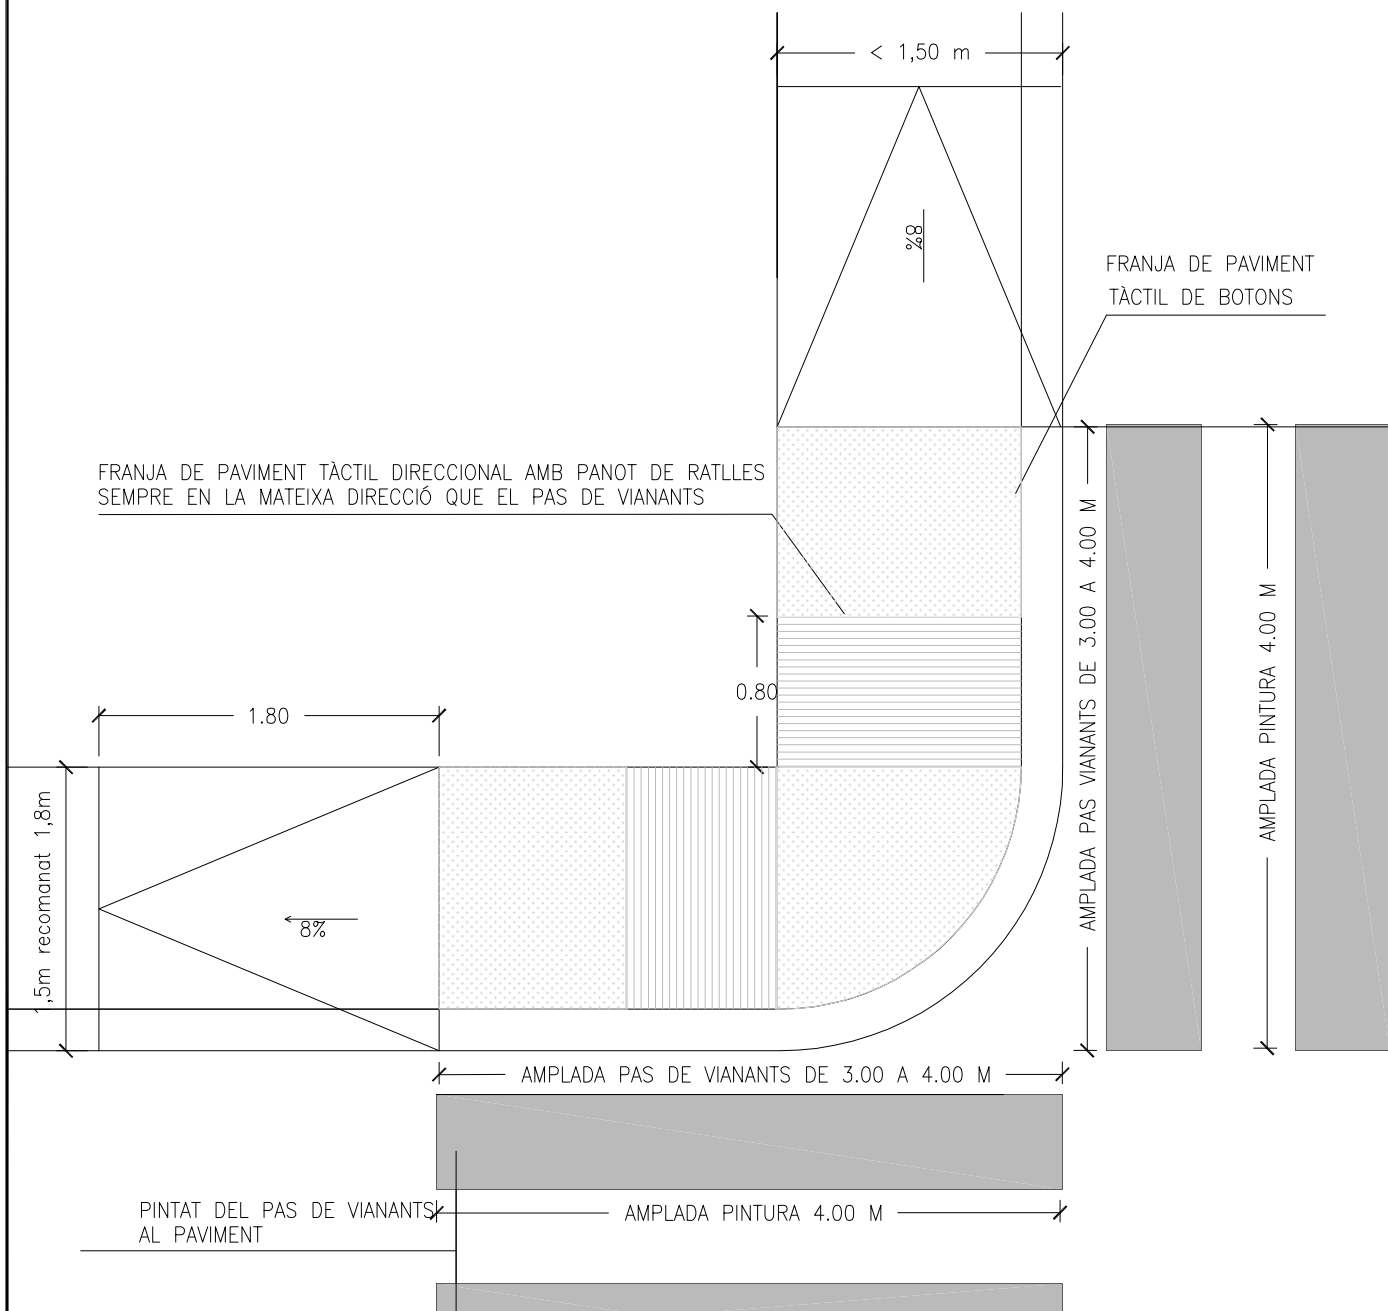 < 1,50 m
8%
FRANJA DE PAVIMENT
TÀCTIL DE BOTONS
FRANJA DE PAVIMENT TÀCTIL DIRECCIONAL AMB PANOT DE RATLLES
SEMPRE EN LA MATEIXA DIRECCIÓ QUE EL PAS DE VIANANTS
AMPLADA PAS VIANANTS DE 3.00 A 4.00 M
AMPLADA PINTURA 4.00 M
0.80
1.80
1,5m recomanat 1,8m
8%
AMPLADA PAS DE VIANANTS DE 3.00 A 4.00 M
PINTAT DEL PAS DE VIANANTS
AL PAVIMENT
AMPLADA PINTURA 4.00 M